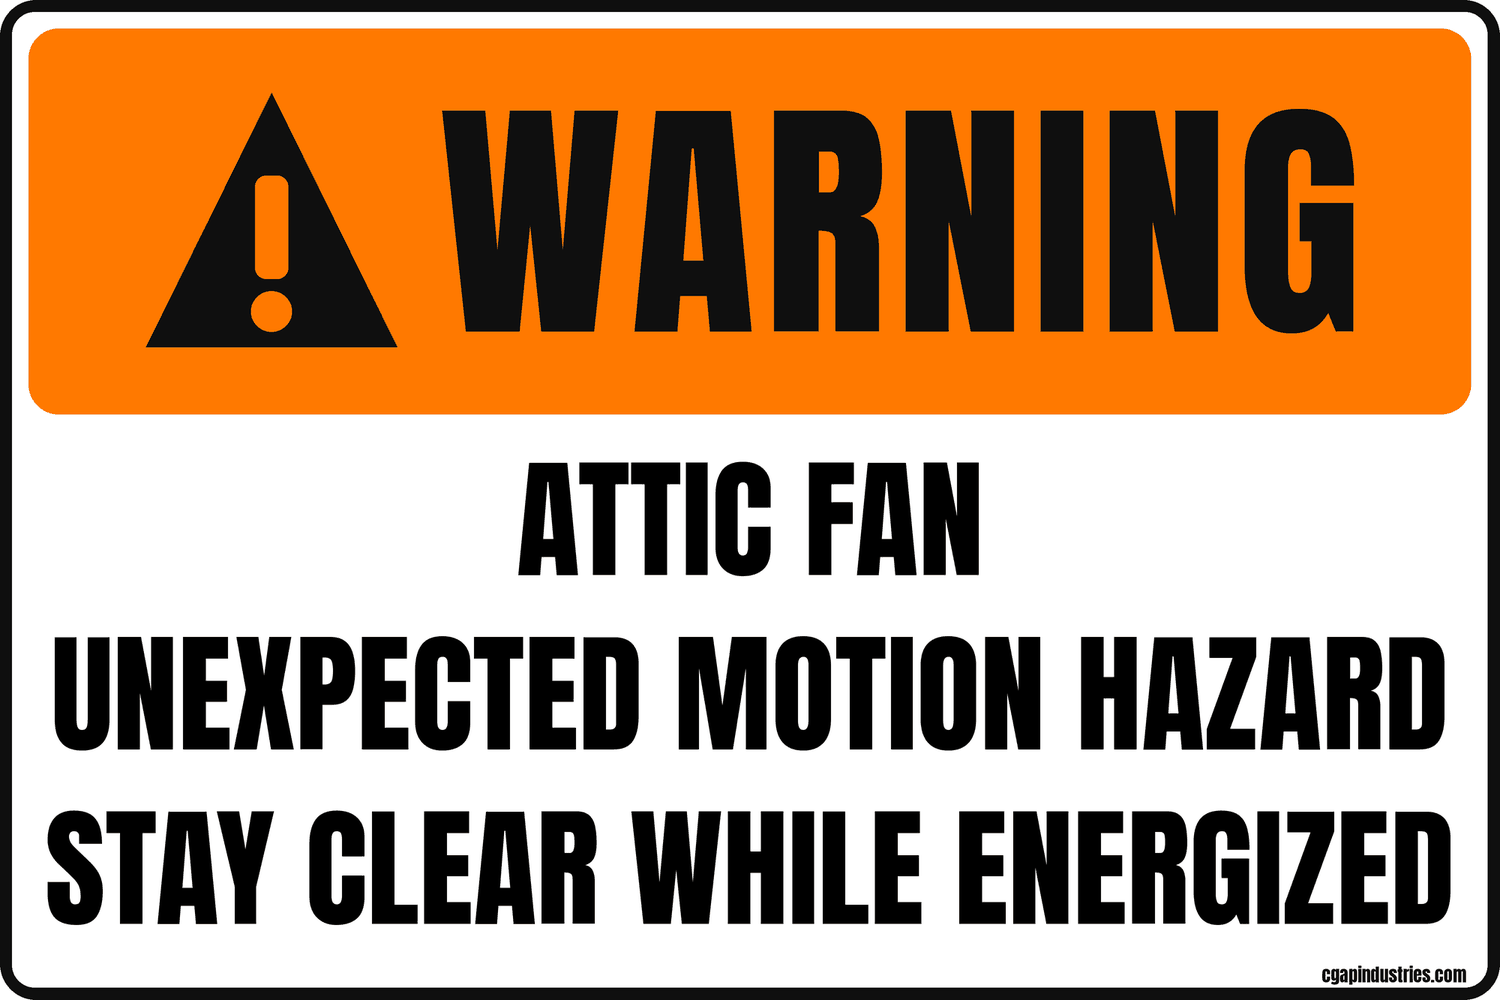 WARNING
ATTIC FAN
UNEXPECTED MOTION HAZARD
STAY CLEAR WHILE ENERGIZED
cgapindustries.com